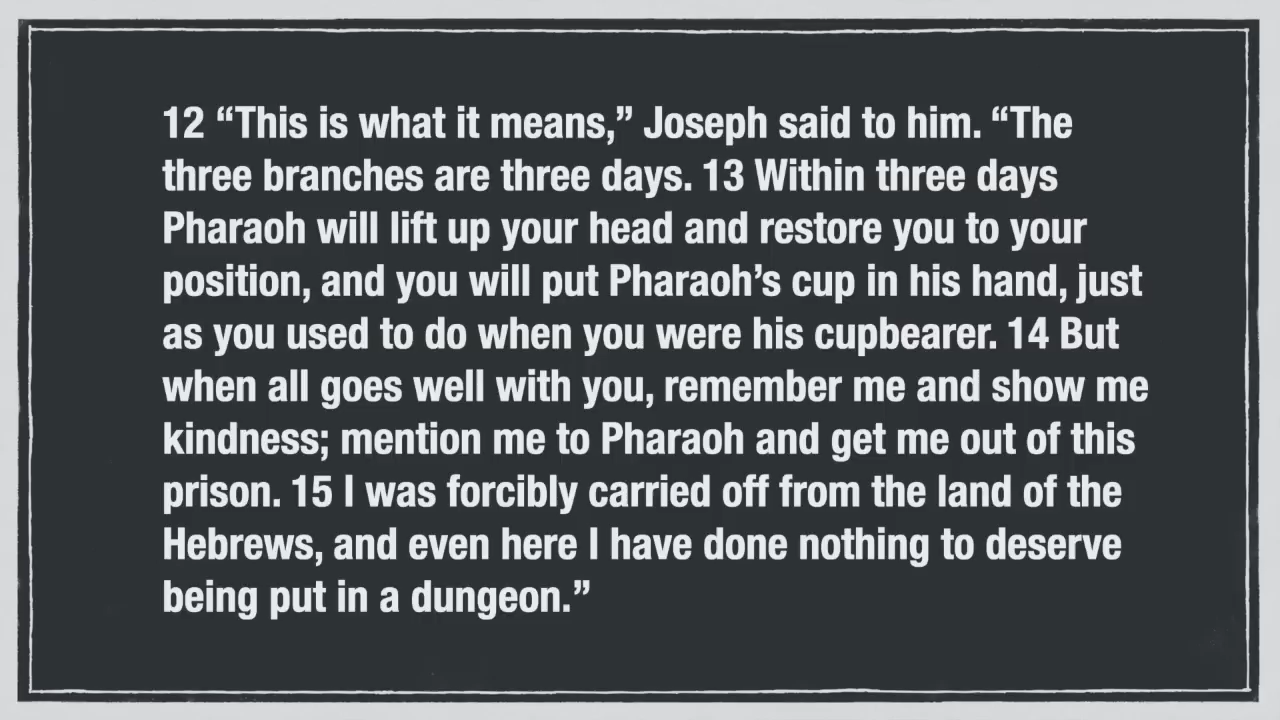 12 “This is what it means,” Joseph said to him. “The
three branches are three days. 13 Within three days
Pharaoh will lift up your head and restore you to your
position, and you will put Pharaoh’s cup in his hand, just
as you used to do when you were his cupbearer. 14 But
when all goes well with you, remember me and show me
kindness; mention me to Pharaoh and get me out of this
prison. 15 I was forcibly carried off from the land of the
Hebrews, and even here I have done nothing to deserve
being put in a dungeon.”